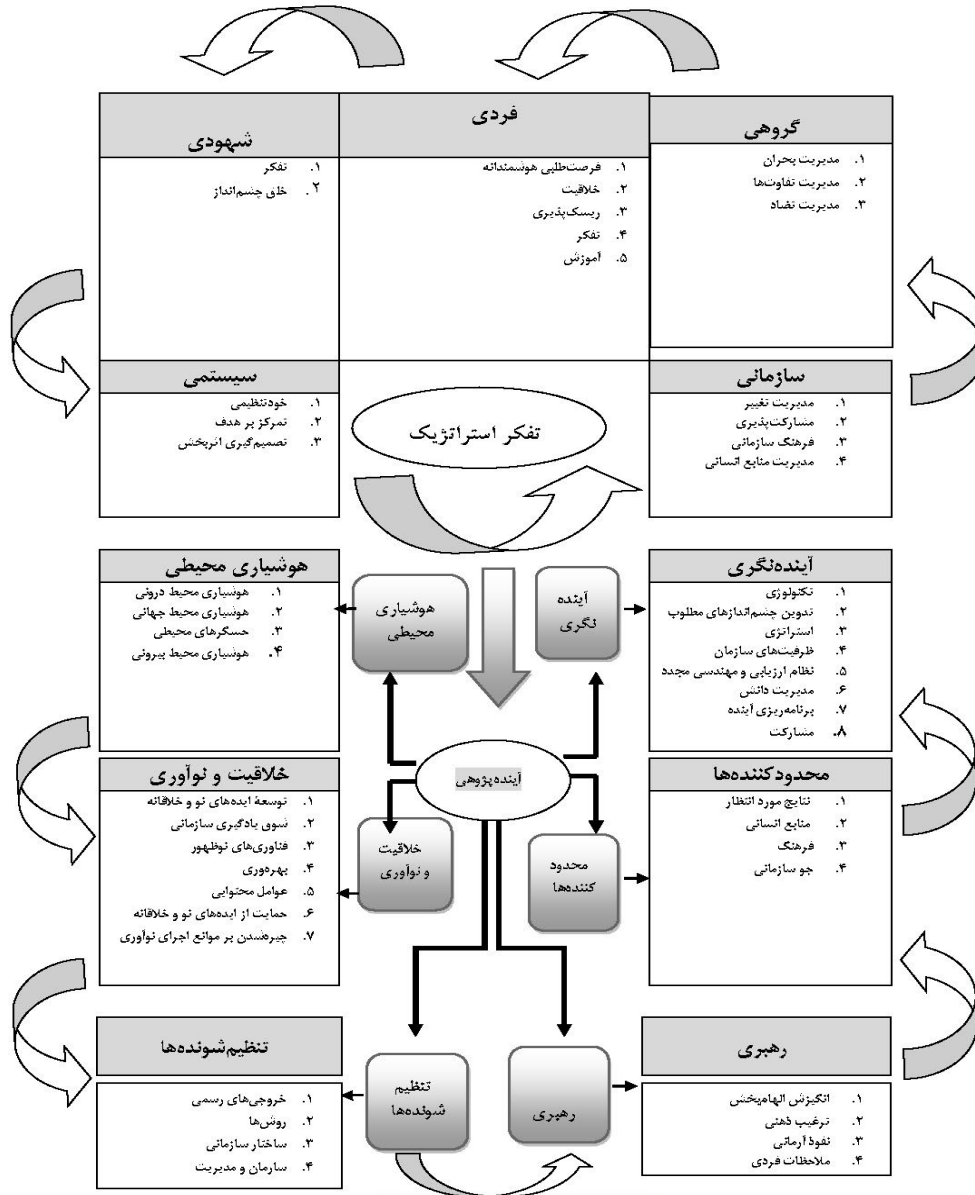 گروهی
۱. مدیریت بحران
۲. مدیریت تفاوت‌ها
۳. مدیریت تضاد
فردی
۱. فرصت‌طلبی هوشمندانه
۲. خلاقیت
۳. ریسک‌پذیری
۴. تفکر
۵. آموزش
شهودی
۱. تفکر
۲. خلق چشم‌انداز
سازمانی
۱. مدیریت تغییر
۲. مشارکت‌پذیری
۳. فرهنگ سازمانی
۴. مدیریت منابع انسانی
تفکر استراتژیک
سیستمی
۱. خودتنظیمی
۲. تمرکز بر هدف
۳. تصمیم‌گیری اثربخش
آینده‌نگری
۱. تکنولوژی
۲. تدوین چشم‌اندازهای مطلوب
۳. استراتژی
۴. ظرفیت‌های سازمان
۵. نظام ارزیابی و مهندسی مجدد
۶. مدیریت دانش
۷. برنامه‌ریزی آینده
۸. مشارکت
آینده
نگری
هوشیاری
محیطی
هوشیاری محیطی
۱. هوشیاری محیط درونی
۲. هوشیاری محیط جهانی
۳. حسگرهای محیطی
۴. هوشیاری محیط بیرونی
آینده‌پژوهی
محدودکننده‌ها
۱. نتایج مورد انتظار
۲. منابع انسانی
۳. فرهنگ
۴. جو سازمانی
محدود
کننده‌ها
خلاقیت
و نوآوری
خلاقیت و نوآوری
۱. توسعهٔ ایده‌های نو و خلاقانه
۲. شوق یادگیری سازمانی
۳. فناوری‌های نوظهور
۴. بهره‌وری
۵. عوامل محتوایی
۶. حمایت از ایده‌های نو و خلاقانه
۷. چیره‌شدن بر موانع اجرای نوآوری
رهبری
۱. انگیزش الهام‌بخش
۲. ترغیب ذهنی
۳. نفوذ آرمانی
۴. ملاحظات فردی
رهبری
تنظیم
شونده‌ها
تنظیم‌شونده‌ها
۱. خروجی‌های رسمی
۲. روش‌ها
۳. ساختار سازمانی
۴. سازمان و مدیریت